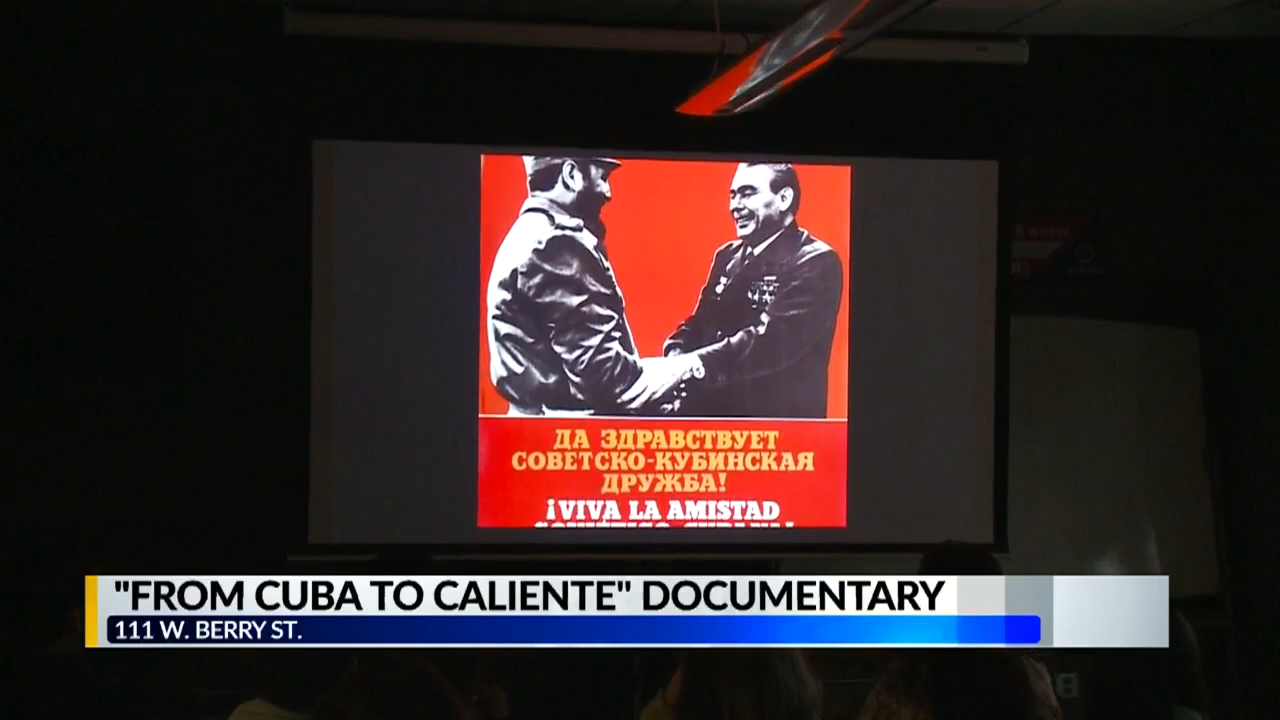 ДА ЗДРАВСТВУЕТ
СОВЕТСКО-КУБИНСКАЯ
ДРУЖБА!
¡VIVA LA AMISTAD
"FROM CUBA TO CALIENTE" DOCUMENTARY
111 W. BERRY ST.